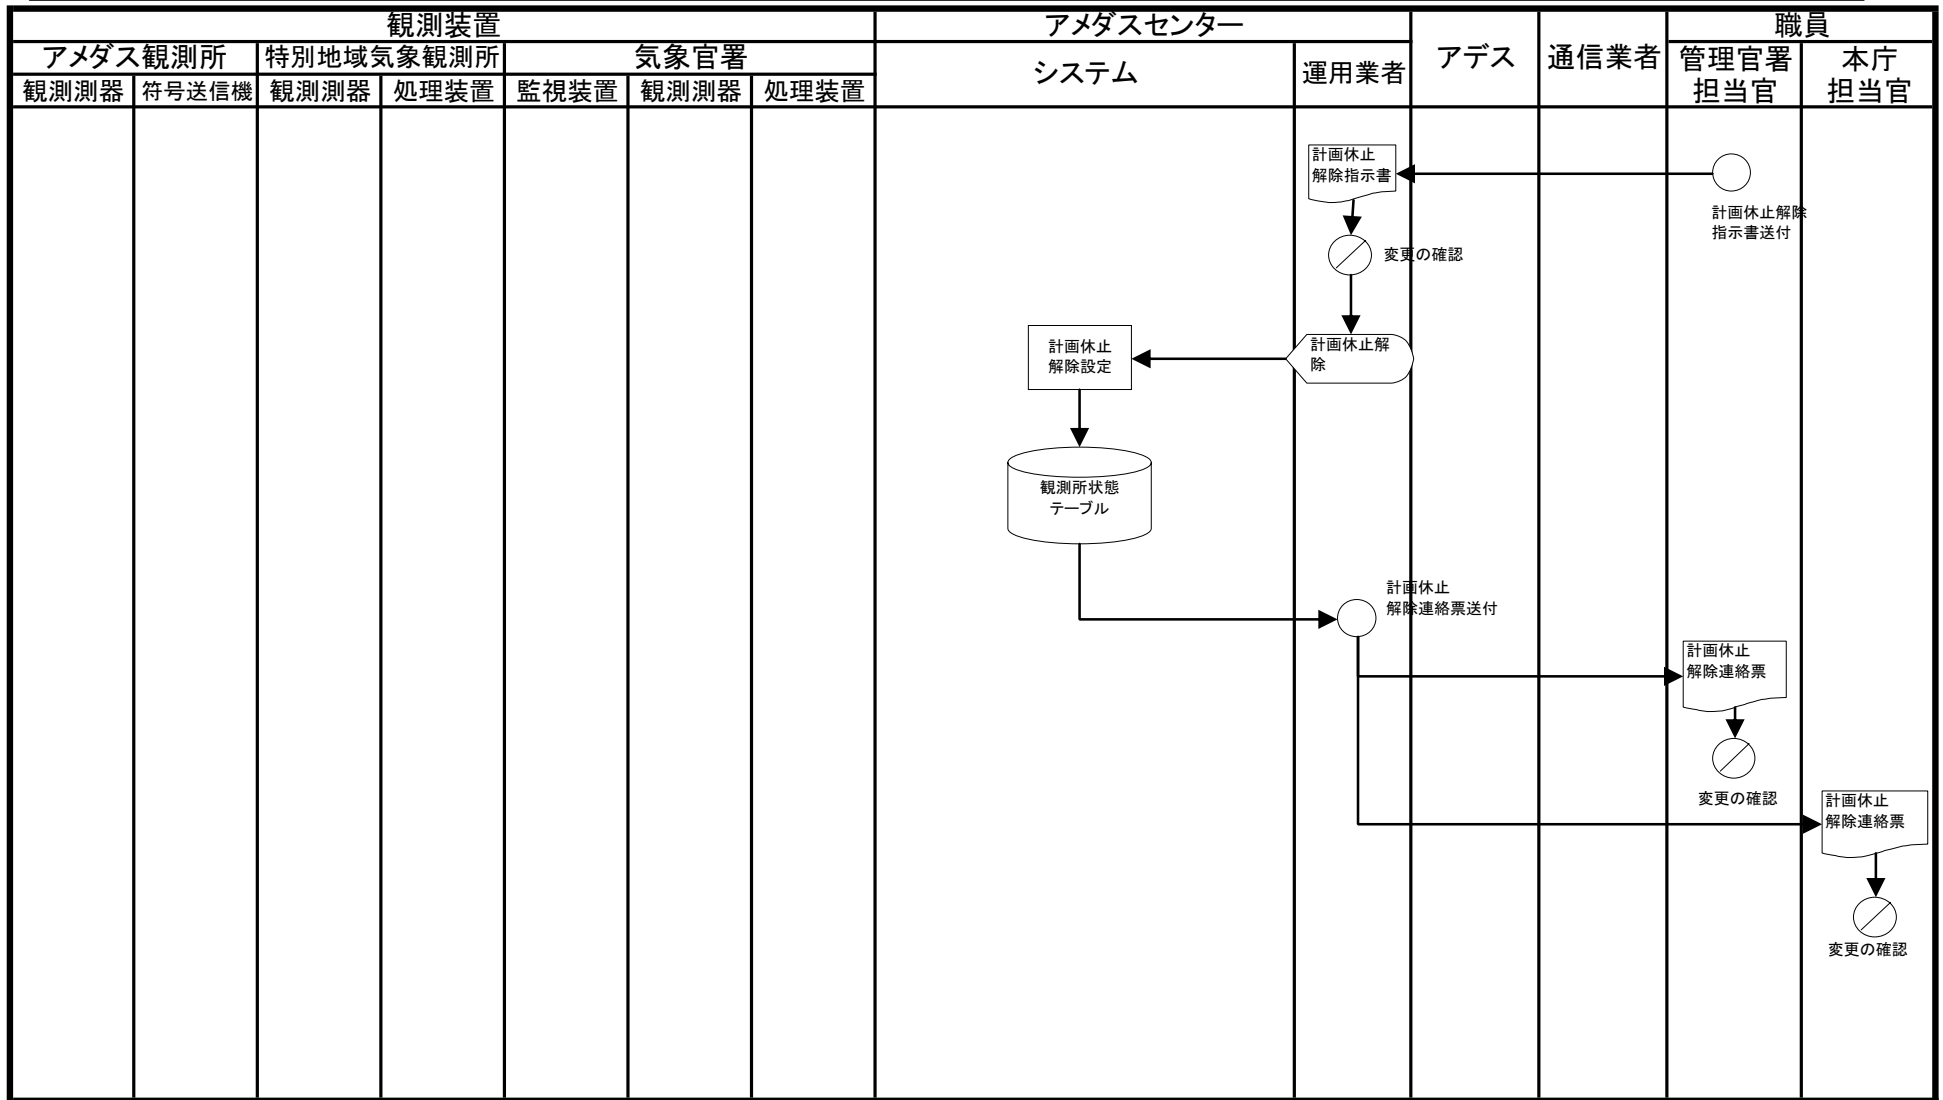 観測装置
アメダスセンター
アデス
通信業者
職員
アメダス観測所
特別地域気象観測所
気象官署
システム
運用業者
管理官署
担当官
本庁
担当官
観測測器
符号送信機
観測測器
処理装置
監視装置
観測測器
処理装置
計画休止
解除指示書
計画休止解除
指示書送付
変更の確認
計画休止解
除
計画休止
解除設定
観測所状態
テーブル
計画休止
解除連絡票送付
計画休止
解除連絡票
変更の確認
計画休止
解除連絡票
変更の確認